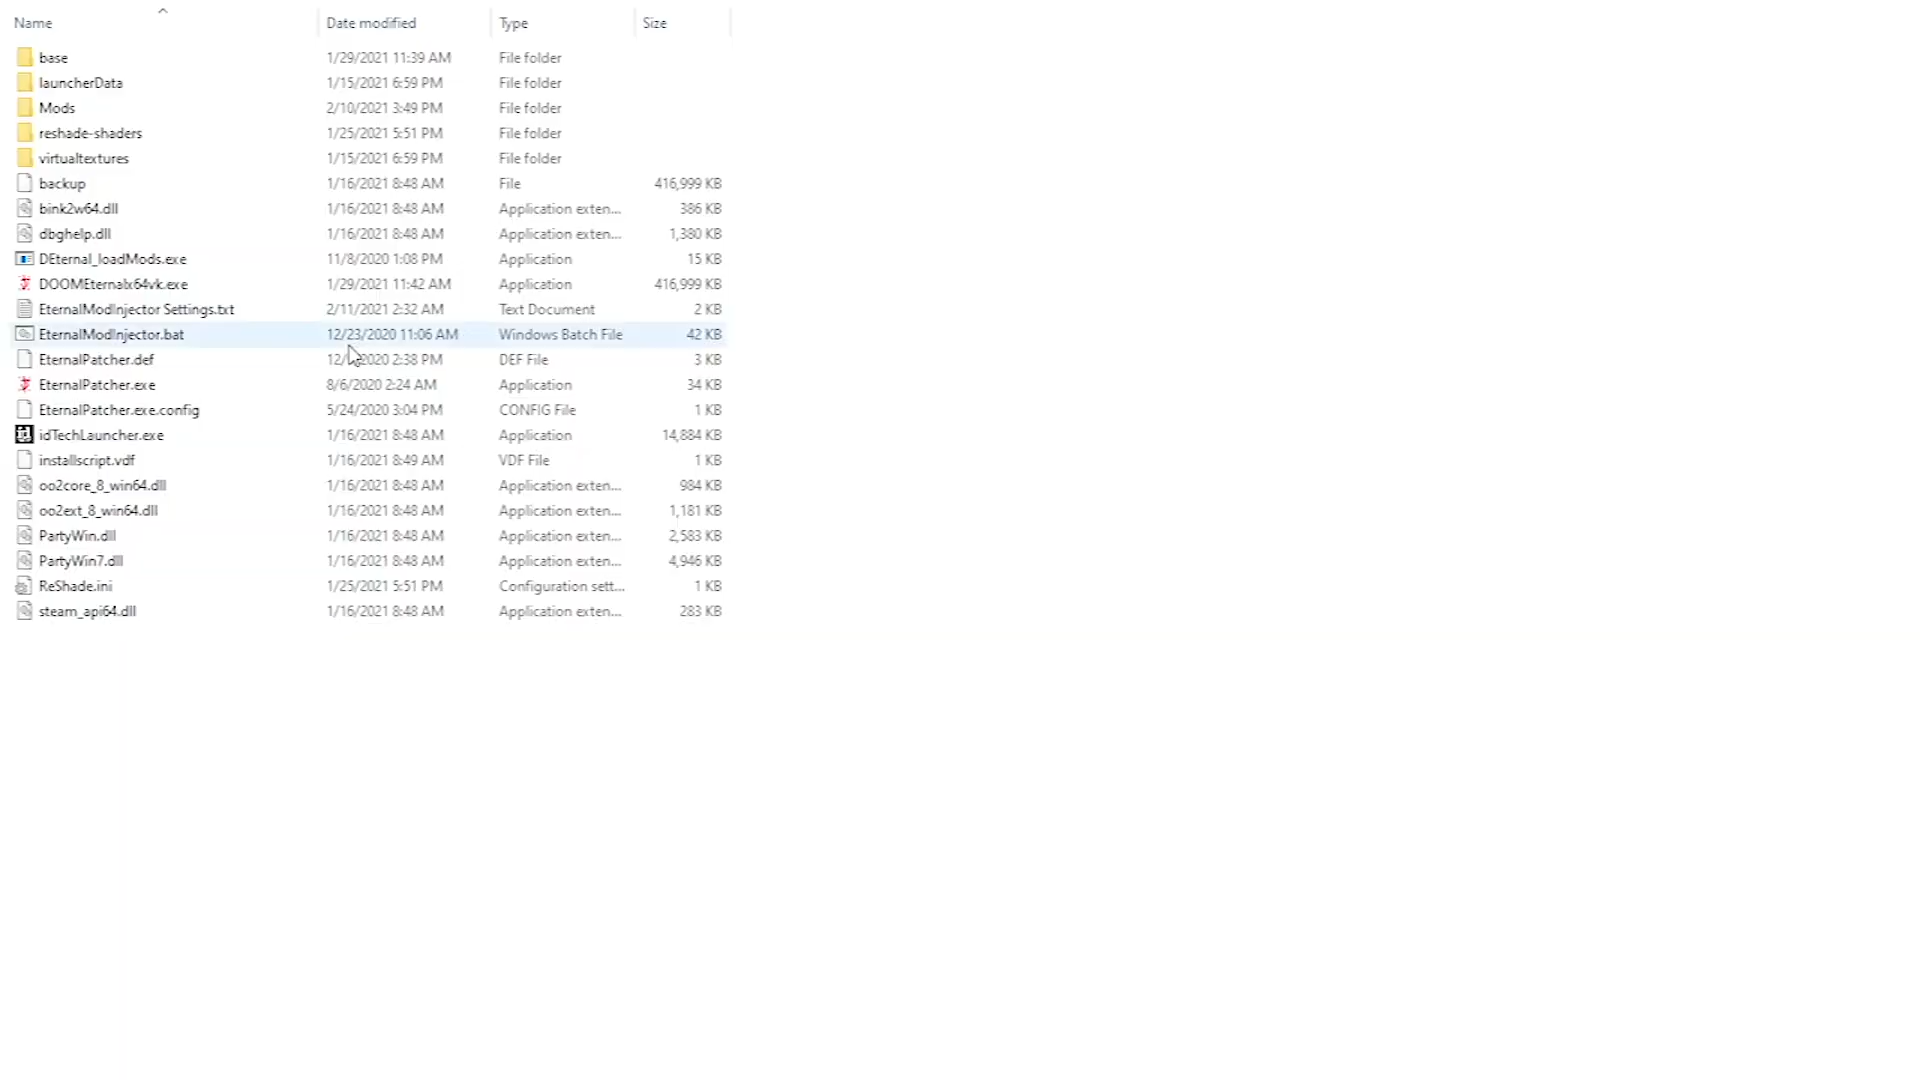 Name Date modified Type Size
base 1/29/2021 11:39 AM File folder
launcherData 1/15/2021 6:59 PM File folder
Mods 2/10/2021 3:49 PM File folder
reshade-shaders 1/25/2021 5:51 PM File folder
virtualtextures 1/15/2021 6:59 PM File folder
backup 1/16/2021 8:48 AM File 416,999 KB
bink2w64.dll 1/16/2021 8:48 AM Application exten... 386 KB
dbghelp.dll 1/16/2021 8:48 AM Application exten... 1,380 KB
DEternal_loadMods.exe 11/8/2020 1:08 PM Application 15 KB
DOOMEternalx64vk.exe 1/29/2021 11:42 AM Application 416,999 KB
EternalModInjector Settings.txt 2/11/2021 2:32 AM Text Document 2 KB
EternalModInjector.bat 12/23/2020 11:06 AM Windows Batch File 42 KB
EternalPatcher.def 2:38 PM DEF File 3 KB
EternalPatcher.exe 8/6/2020 2:24 AM Application 34 KB
EternalPatcher.exe.config 5/24/2020 3:04 PM CONFIG File 1 KB
idTechLauncher.exe 1/16/2021 8:48 AM Application 14,884 KB
installscript.vdf 1/16/2021 8:49 AM VDF File 1 KB
oo2core_8_win64.dll 1/16/2021 8:48 AM Application exten... 984 KB
oo2ext_8_win64.dll 1/16/2021 8:48 AM Application exten... 1,181 KB
PartyWin.dll 1/16/2021 8:48 AM Application exten... 2,583 KB
PartyWin7.dll 1/16/2021 8:48 AM Application exten... 4,946 KB
ReShade.ini 1/25/2021 5:51 PM Configuration sett... 1 KB
steam_api64.dll 1/16/2021 8:48 AM Application exten... 283 KB